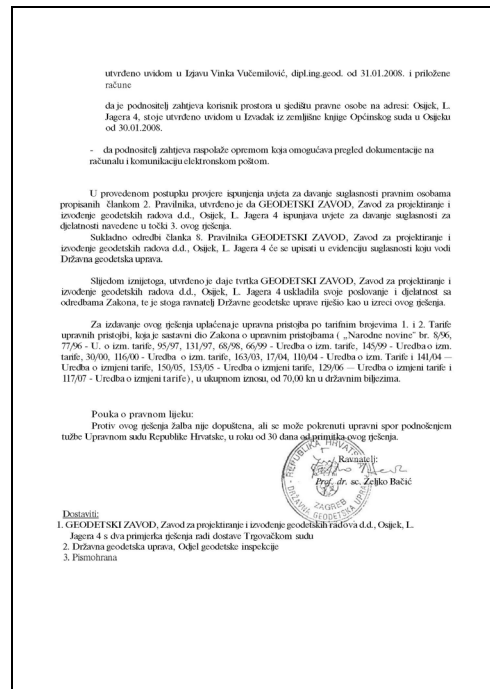 utvrđeno uvidom u Izjavu Vinka Vučemilović, dipl.ing.geod. od 31.01.2008. i priložene
račune
da je podnositelj zahtjeva korisnik prostora u sjedištu pravne osobe na adresi: Osijek, L.
Jagera 4, stoje utvrđeno uvidom u Izvadak iz zemljišne knjige Općinskog suda u Osijeku
od 30.01.2008.
- da podnositelj zahtjeva raspolaže opremom koja omogućava pregled dokumentacije na
računalu i komunikaciju elektronskom poštom.
U provedenom postupku provjere ispunjenja uvjeta za davanje suglasnosti pravnim osobama
propisanih člankom 2. Pravilnika, utvrđeno je da GEODETSKI ZAVOD, Zavod za projektiranje i
izvođenje geodetskih radova d.d., Osijek, L. Jagera 4 ispunjava uvjete za davanje suglasnosti za
djelatnosti navedene u točki 3. ovog rješenja.
Sukladno odredbi članka 8. Pravilnika GEODETSKI ZAVOD, Zavod za projektiranje i
izvođenje geodetskih radova d.d., Osijek, L. Jagera 4 će se upisati u evidenciju suglasnosti koju vodi
Državna geodetska uprava.
Slijedom iznijetoga, utvrđeno je daje tvrtka GEODETSKI ZAVOD, Zavod za projektiranje i
izvođenje geodetskih radova d.d., Osijek, L. Jagera 4 uskladila svoje poslovanje i djelatnost sa
odredbama Zakona, te je stoga ravnatelj Državne geodetske uprave riješio kao u izreci ovog rješenja.
Za izdavanje ovog rješenja uplaćena je upravna pristojba po tarifnim brojevima 1. i 2. Tarife
upravnih pristojbi, koja je sastavni dio Zakona o upravnim pristojbama ( „Narodne novine" br. 8/96,
77/96 - U. o izm. tarife, 95/97, 131/97, 68/98, 66/99 - Uredba o izm. tarife, 145/99 - Uredba o izm.
tarife, 30/00, 116/00 - Uredba o izm. tarife, 163/03, 17/04, 110/04 - Uredba o izm. Tarife i 141/04 —
Uredba o izmjeni tarife, 150/05, 153/05 - Uredba o izmjeni tarife, 129/06 — Uredba o izmjeni tarife i
117/07 - Uredba o izmjeni tarife), u ukupnom iznosu, od 70,00 kn u državnim biljezima.
Pouka o pravnom lijeku:
Protiv ovog rješenja žalba nije dopuštena, ali se može pokrenuti upravni spor podnošenjem
tužbe Upravnom sudu Republike Hrvatske, u roku od 30 dana od primitka ovog rješenja.
Ravnatelj:
Prof. dr. sc. Željko Bačić
REPUBLIKA HRVATSKA
DRŽAVNA GEODETSKA UPRAVA
ZAGREB
Dostaviti:
1. GEODETSKI ZAVOD, Zavod za projektiranje i izvođenje geodetskih radova d.d., Osijek, L.
Jagera 4 s dva primjerka rješenja radi dostave Trgovačkom sudu
2. Državna geodetska uprava, Odjel geodetske inspekcije
3. Pismohrana